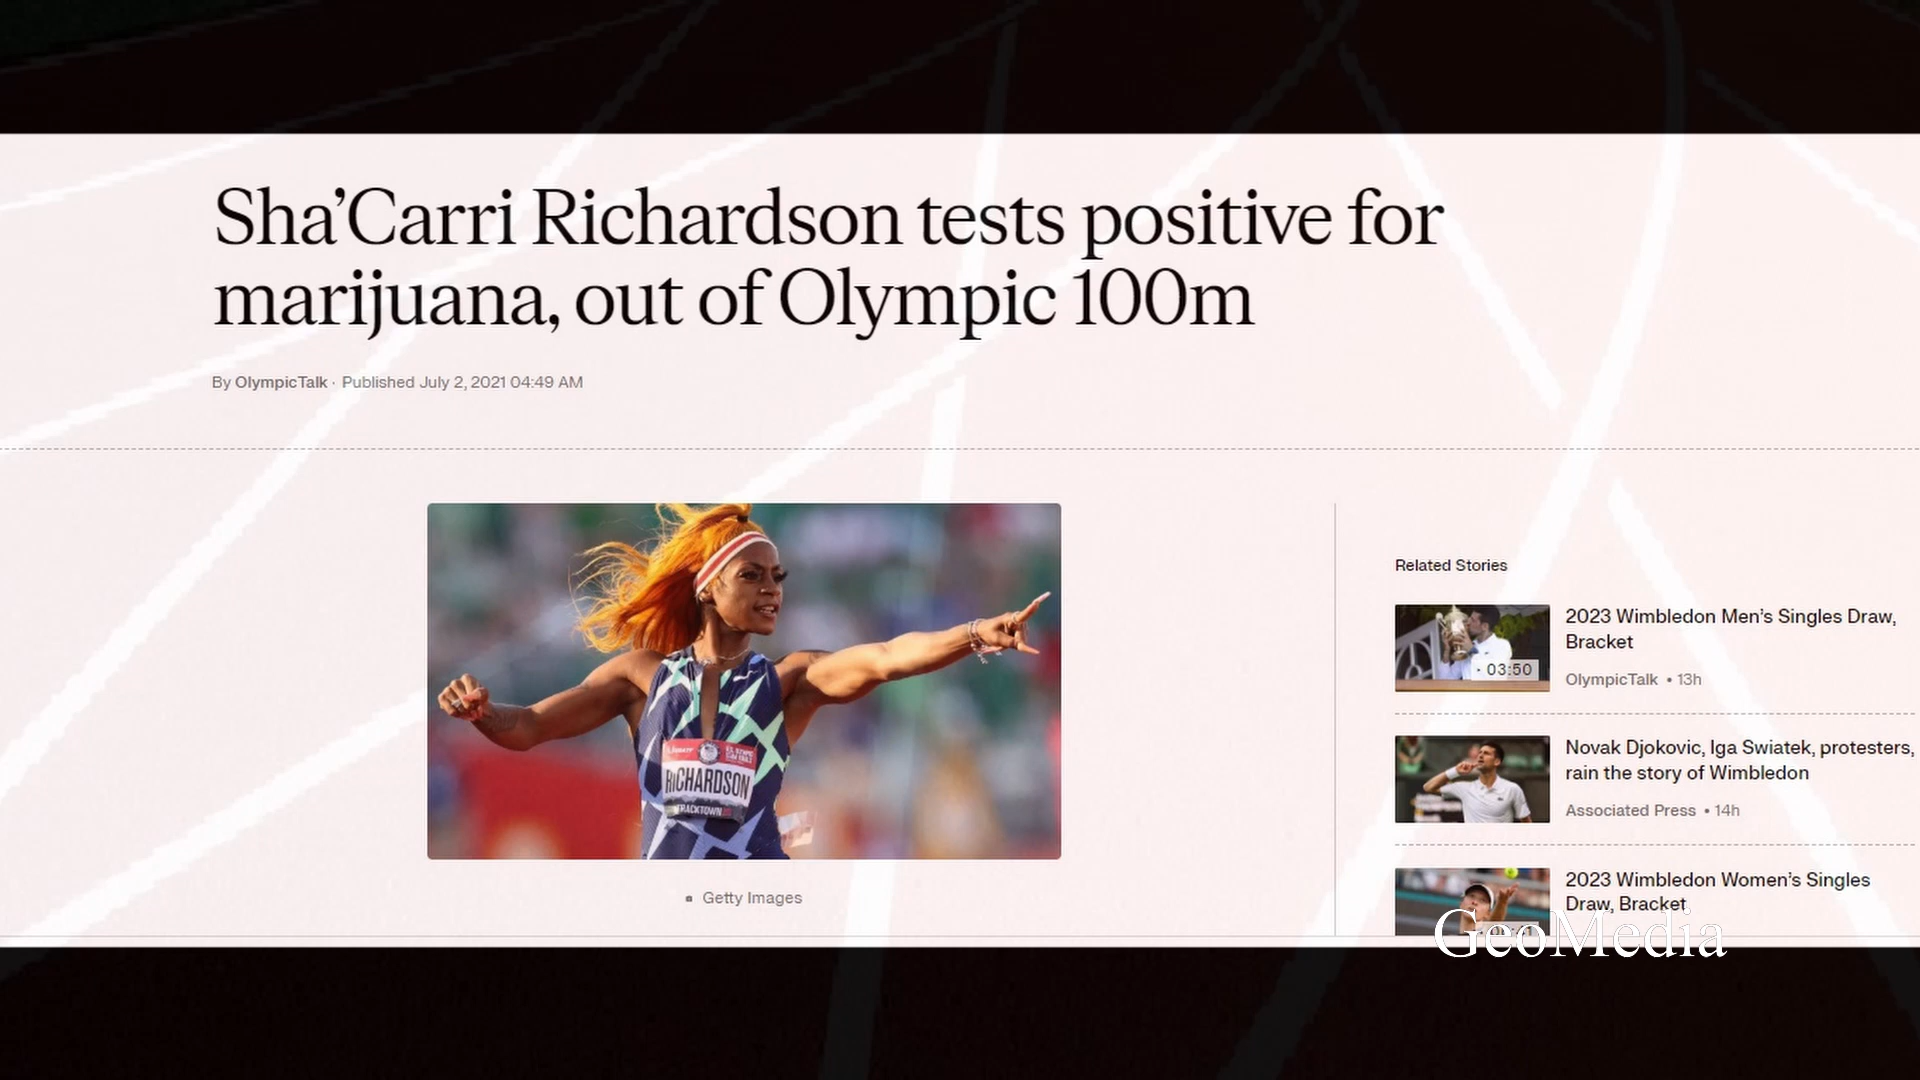 Sha’Carri Richardson tests positive for
marijuana, out of Olympic 100m
By OlympicTalk · Published July 2, 2021 04:49 AM
RICHARDSON
TRACKTOWN
Getty Images
Related Stories
2023 Wimbledon Men’s Singles Draw,
Bracket
OlympicTalk • 13h
03:50
Novak Djokovic, Iga Swiatek, protesters,
rain the story of Wimbledon
Associated Press • 14h
2023 Wimbledon Women’s Singles
Draw, Bracket
GeoMedia